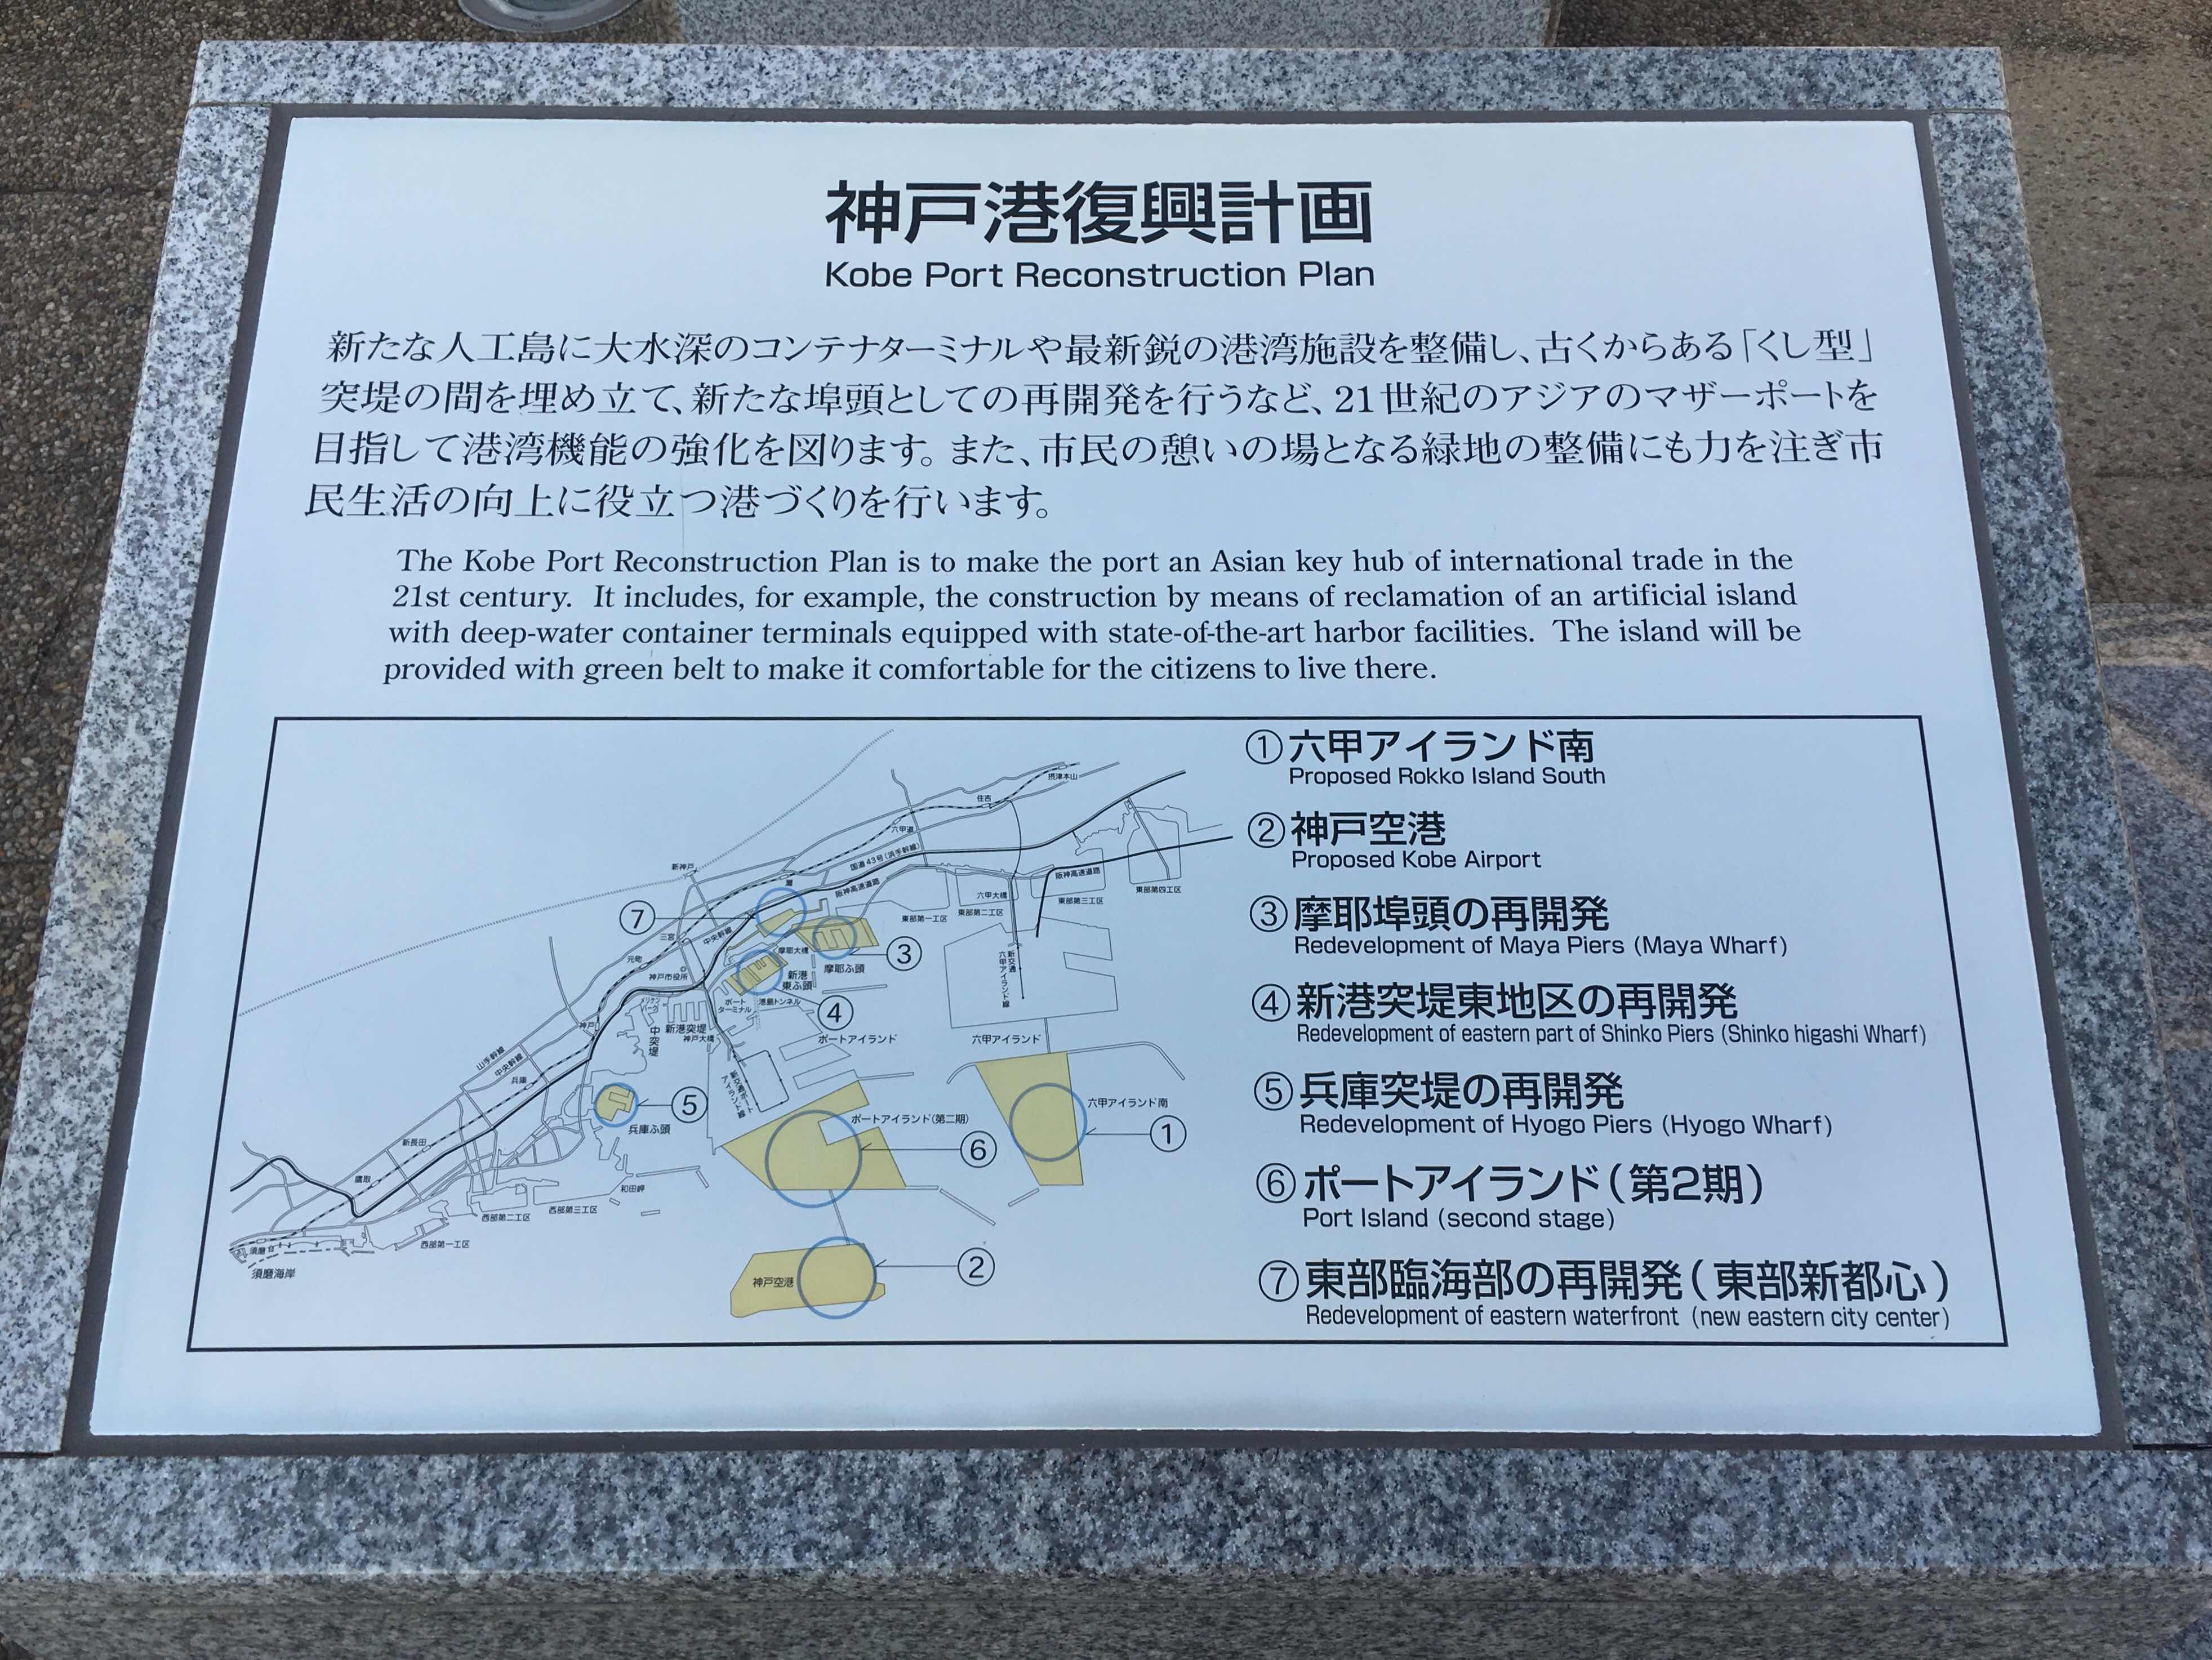 神戸港復興計画
Kobe Port Reconstruction Plan
新たな人工島に大水深のコンテナターミナルや最新鋭の港湾施設を整備し、古くからある「くし型」
突堤の間を埋め立て、新たな埠頭としての再開発を行うなど、21世紀のアジアのマザーポートを
目指して港湾機能の強化を図ります。また、市民の憩いの場となる緑地の整備にも力を注ぎ市
民生活の向上に役立つ港づくりを行います。
The Kobe Port Reconstruction Plan is to make the port an Asian key hub of international trade in the
21st century. It includes, for example, the construction by means of reclamation of an artificial island
with deep-water container terminals equipped with state-of-the-art harbor facilities. The island will be
provided with green belt to make it comfortable for the citizens to live there.
①六甲アイランド南
Proposed Rokko Island South
②神戸空港
Proposed Kobe Airport
③摩耶埠頭の再開発
Redevelopment of Maya Piers (Maya Wharf)
④新港突堤東地区の再開発
Redevelopment of eastern part of Shinko Piers (Shinko higashi Wharf)
⑤兵庫突堤の再開発
Redevelopment of Hyogo Piers (Hyogo Wharf)
⑥ポートアイランド(第2期)
Port Island (second stage)
⑦東部臨海部の再開発(東部新都心)
Redevelopment of eastern waterfront (new eastern city center)
摂津本山
住吉
六甲道
国道43号(浜手幹線)
新神戸
灘
阪神高速道路
阪神高速道路
六甲大橋
東部第四工区
東部第三工区
東部第二工区
東部第一工区
⑦
三宮
中央幹線
摩耶大橋
③
元町
神戸市役所
摩耶ふ頭
新港
東ふ頭
メリケン
パーク
ポート
ターミナル
港島トンネル
④
新交通
六甲アイランド線
神戸
中突堤
新港突堤
神戸大橋
ポートアイランド
六甲アイランド
山手幹線
中央幹線
兵庫
新交通ポート
アイランド線
⑤
兵庫ふ頭
ポートアイランド(第二期)
六甲アイランド南
①
⑥
新長田
鷹取
和田岬
西部第三工区
西部第二工区
西部第一工区
須磨
須磨海岸
神戸空港
②